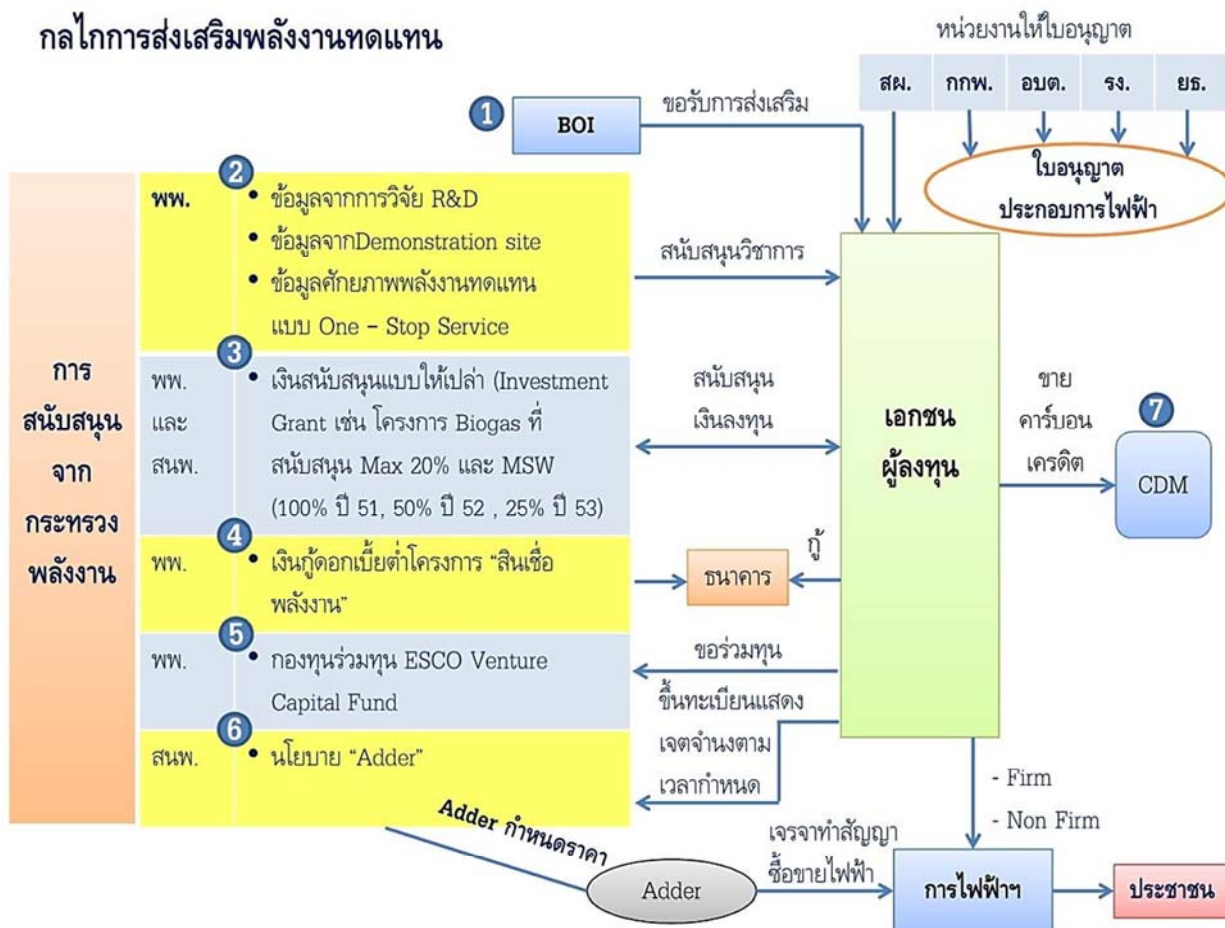 กลไกการส่งเสริมพลังงานทดแทน
หน่วยงานให้ใบอนุญาต
สผ. กกพ. อบต. รง. ยธ.
1
BOI
ขอรับการส่งเสริม
ใบอนุญาต
ประกอบการไฟฟ้า
การ
สนับสนุน
จาก
กระทรวง
พลังงาน
2
พพ.
• ข้อมูลจากการวิจัย R&D
• ข้อมูลจากDemonstration site
• ข้อมูลศักยภาพพลังงานทดแทน
แบบ One – Stop Service
สนับสนุนวิชาการ
3
พพ.
และ
สนพ.
• เงินสนับสนุนแบบให้เปล่า (Investment
Grant เช่น โครงการ Biogas ที่
สนับสนุน Max 20% และ MSW
(100% ปี 51, 50% ปี 52 , 25% ปี 53)
สนับสนุน
เงินลงทุน
เอกชน
ผู้ลงทุน
ขาย
คาร์บอน
เครดิต
7
CDM
4
พพ.
• เงินกู้ดอกเบี้ยต่ำโครงการ "สินเชื่อ
พลังงาน"
ธนาคาร
กู้
5
พพ.
• กองทุนร่วมทุน ESCO Venture
Capital Fund
ขอร่วมทุน
6
สนพ.
• นโยบาย "Adder"
ขึ้นทะเบียนแสดง
เจตจำนงตาม
เวลากำหนด
- Firm
- Non Firm
Adder กำหนดราคา
Adder
เจรจาทำสัญญา
ซื้อขายไฟฟ้า
การไฟฟ้าฯ
ประชาชน